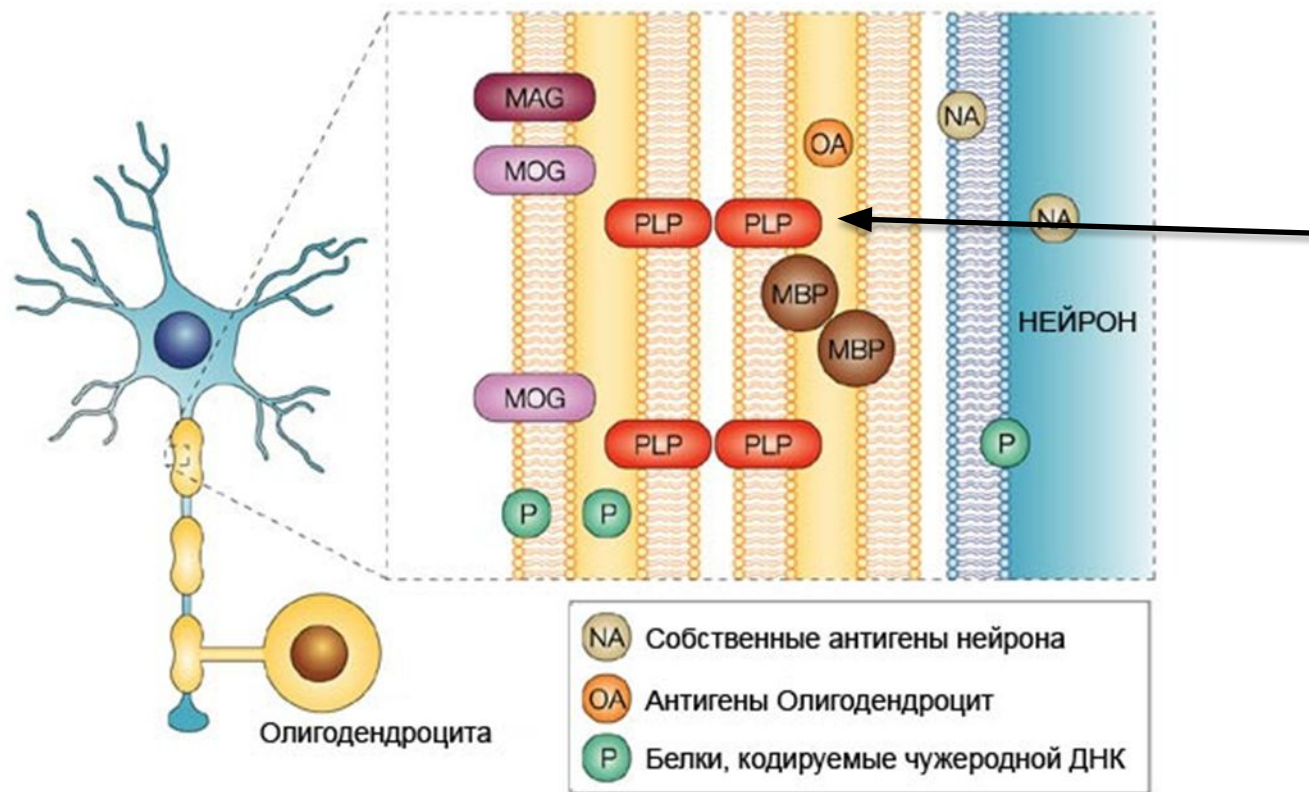 MAG
NA
OA
MOG
PLP PLP NA
MBP
НЕЙРОН
MBP
MOG
PLP PLP P
P P
NA Собственные антигены нейрона
OA Антигены Олигодендроцит
P Белки, кодируемые чужеродной ДНК
Олигодендроцита